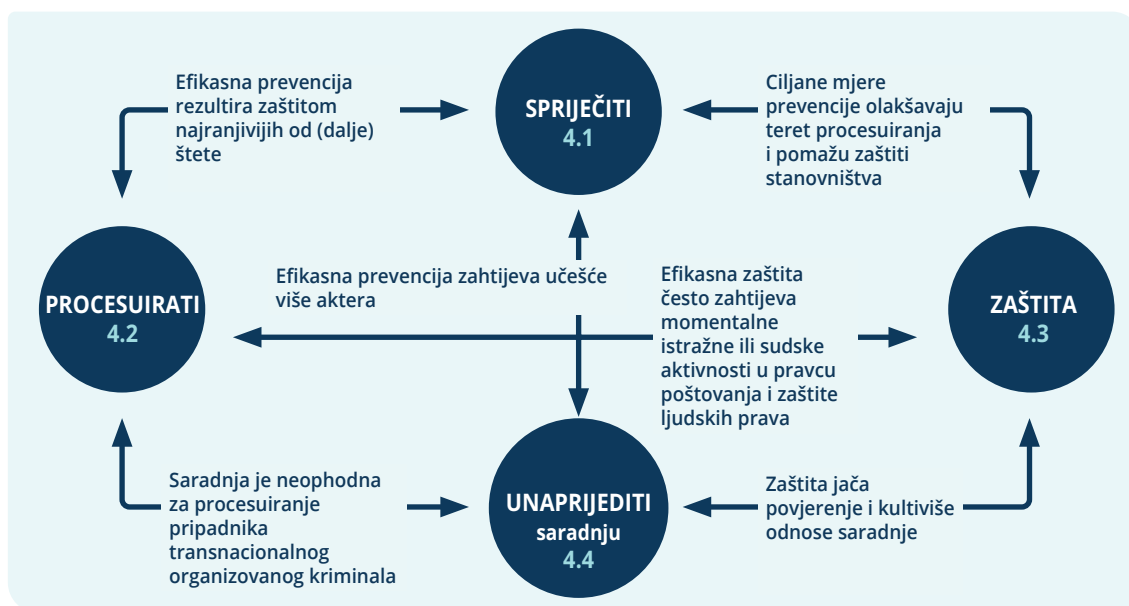 Efikasna prevencija
rezultira zaštitom
najranjivijih od (dalje)
štete
SPRIJEČITI
4.1
Ciljane mjere
prevencije olakšavaju
teret procesuiranja
i pomažu zaštiti
stanovništva
PROCESUIRATI
4.2
Efikasna prevencija zahtijeva učešće
više aktera
Efikasna zaštita
često zahtijeva
momentalne
istražne ili sudske
aktivnosti u pravcu
poštovanja i zaštite
ljudskih prava
ZAŠTITA
4.3
Saradnja je neophodna
za procesuiranje
pripadnika
transnacionalnog
organizovanog kriminala
UNAPRIJEDITI
saradnju
4.4
Zaštita jača
povjerenje i kultiviše
odnose saradnje